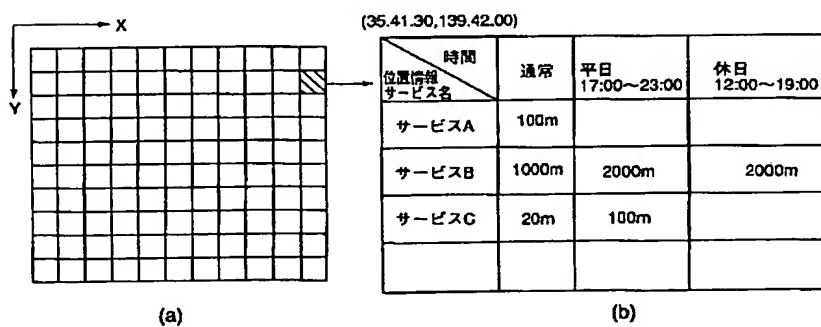 (35.41.30,139.42.00)
X
Y
時間
位置情報
サービス名
通常
平日
17:00〜23:00
休日
12:00〜19:00
サービスA
100m
サービスB
1000m
2000m
2000m
サービスC
20m
100m
(a)
(b)